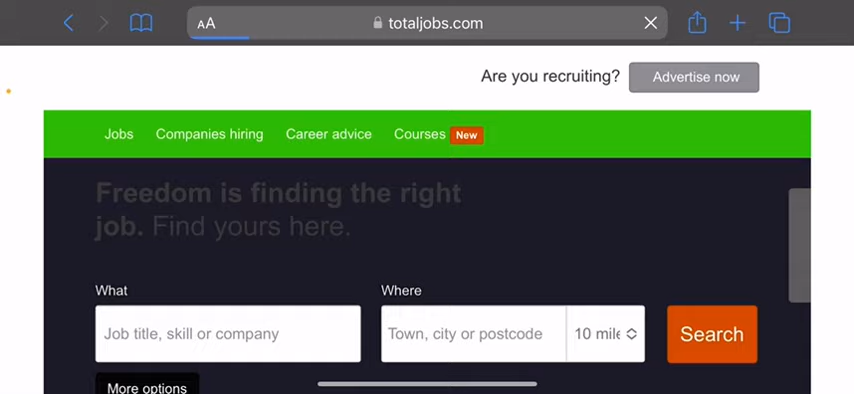 AA
totaljobs.com
Are you recruiting?
Advertise now
Jobs Companies hiring Career advice Courses New
Freedom is finding the right
job. Find yours here.
What
Where
Job title, skill or company
Town, city or postcode
10 mile
Search
More options